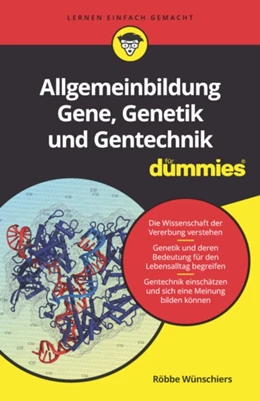 LERNEN EINFACH GEMACHT
Allgemeinbildung
Gene, Genetik
und Gentechnik
für
dummies®
Die Wissenschaft der
Vererbung verstehen
Genetik und deren
Bedeutung für den
Lebensalltag begreifen
Gentechnik einschätzen
und sich eine Meinung
bilden können
Röbbe Wünschiers